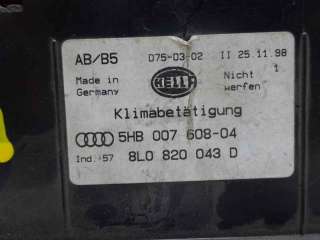 AB/B5 D75-03-02 II 25.11.98
Made in Germany
HELLA
Nicht werfen
1
Klimabetätigung
5HB 007 608-04
Ind.:57 8L0 820 043 D